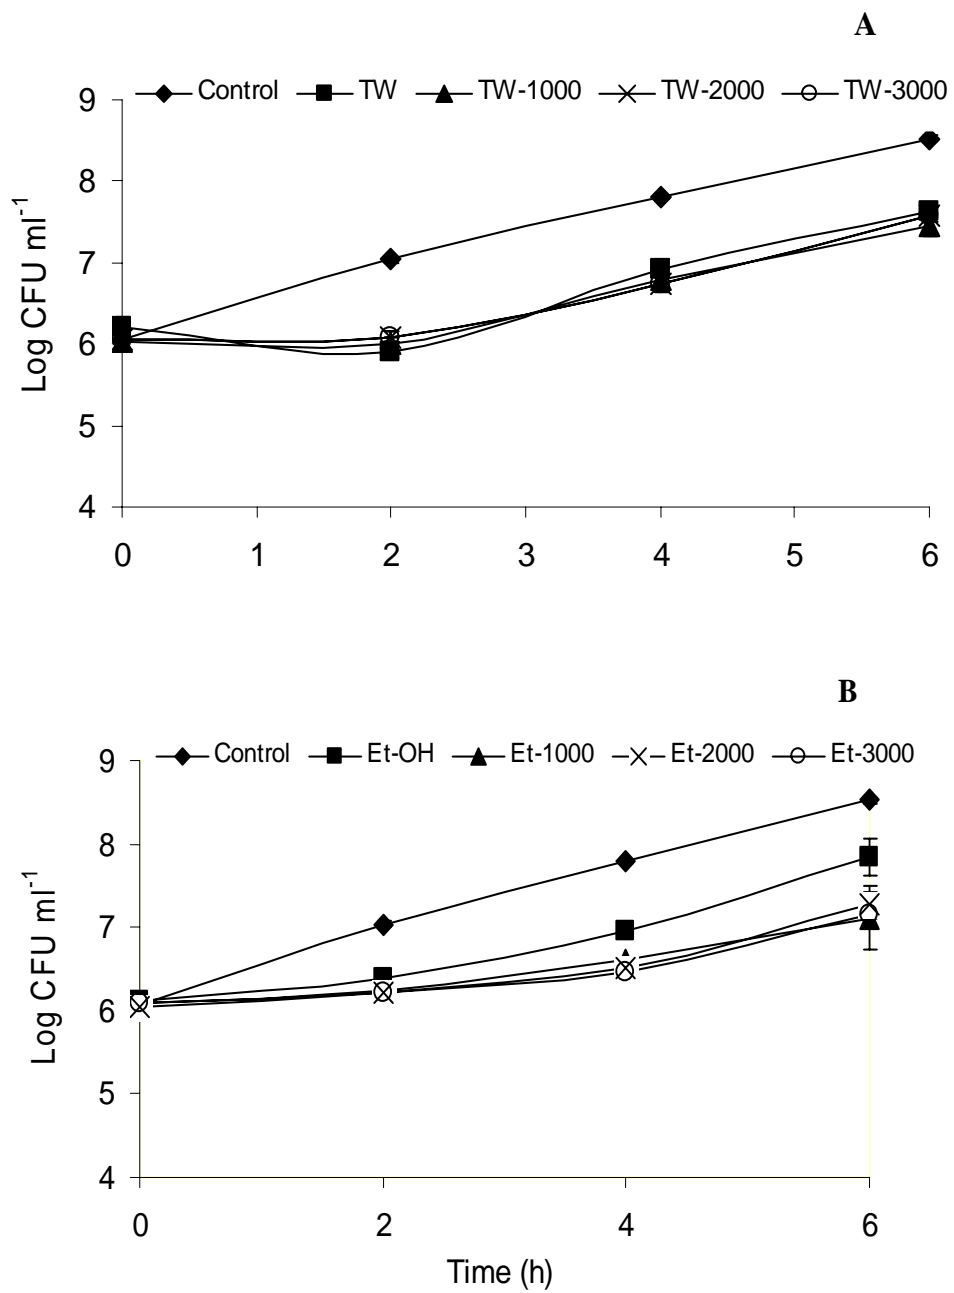 A
Control TW TW-1000 TW-2000 TW-3000
9
8
7
6
5
4
Log CFU ml-1
0 1 2 3 4 5 6
B
Control Et-OH Et-1000 Et-2000 Et-3000
9
8
7
6
5
4
Log CFU ml-1
0 2 4 6
Time (h)